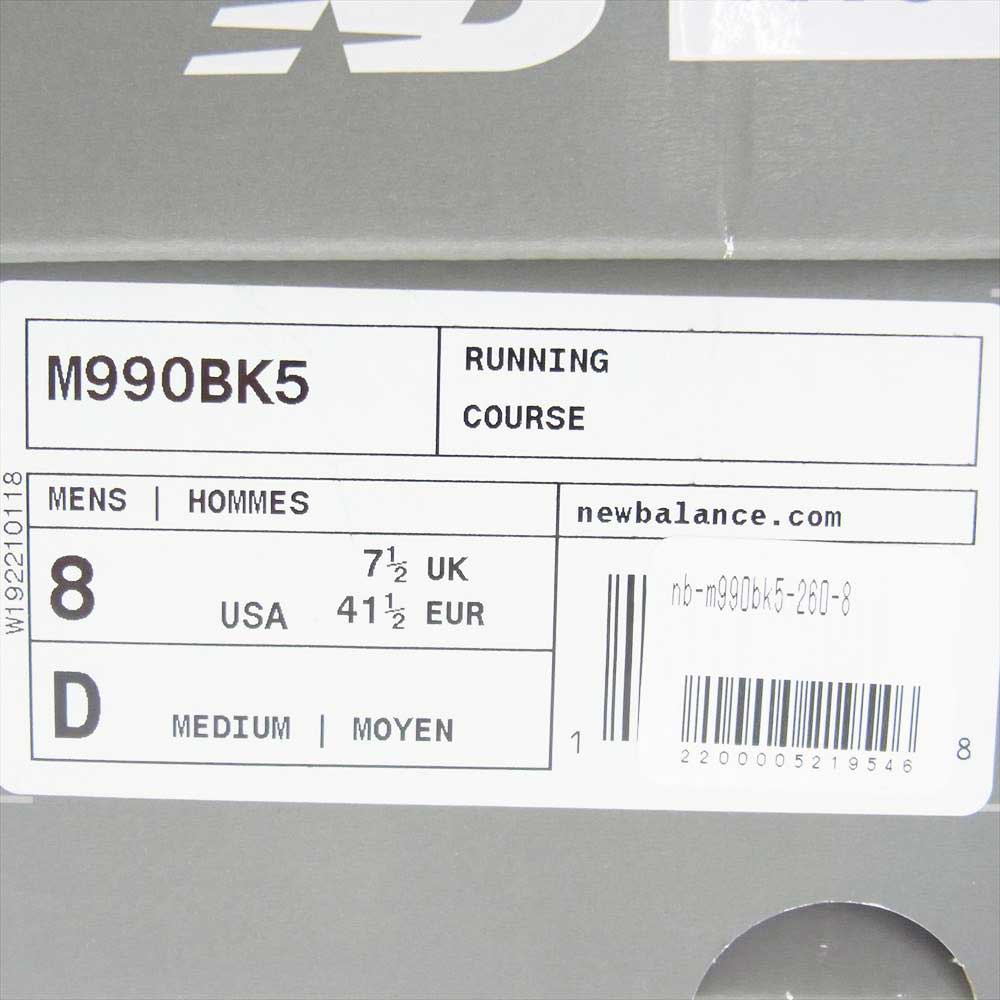 M990BK5
RUNNING
COURSE
W192210118
MENS | HOMMES
newbalance.com
8
USA
7½ UK
41½ EUR
D
MEDIUM | MOYEN
nb-m990bk5-260-8
1
8
2200005219546